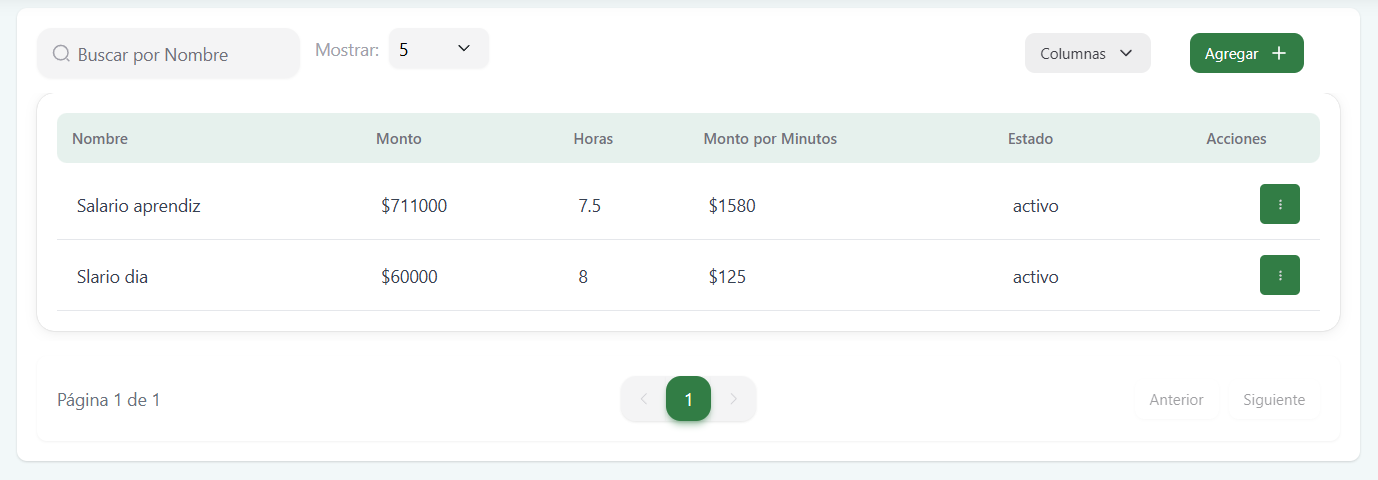 Buscar por Nombre Mostrar: 5 Columnas Agregar
Nombre Monto Horas Monto por Minutos Estado Acciones
Salario aprendiz $711000 7.5 $1580 activo
Slario dia $60000 8 $125 activo
Página 1 de 1 1 Anterior Siguiente